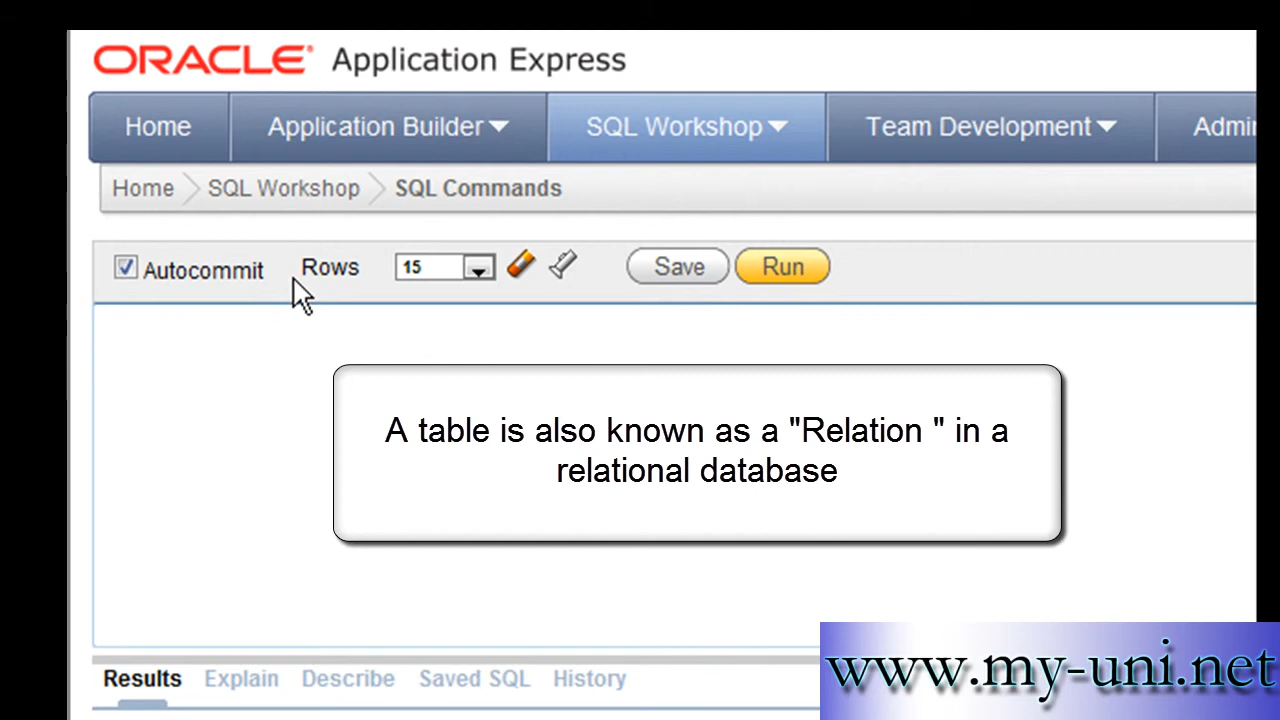 ORACLE® Application Express
Home Application Builder SQL Workshop Team Development Admi
Home SQL Workshop SQL Commands
Autocommit Rows 15 Save Run
A table is also known as a "Relation " in a
relational database
Results Explain Describe Saved SQL History
www.my-uni.net